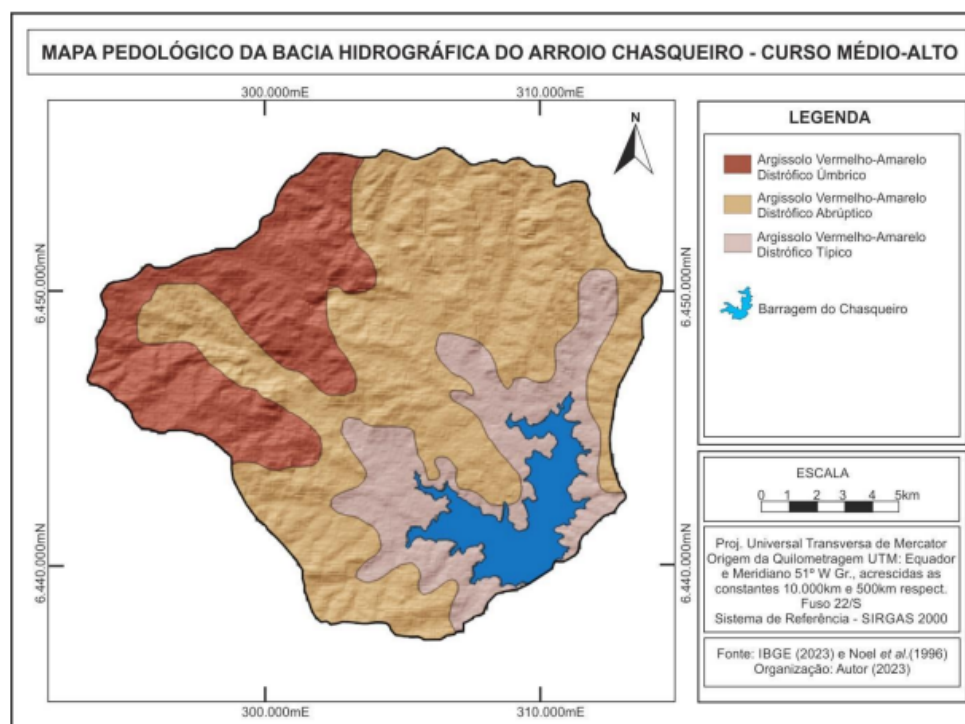 MAPA PEDOLÓGICO DA BACIA HIDROGRÁFICA DO ARROIO CHASQUEIRO - CURSO MÉDIO-ALTO
300.000mE
310.000mE
N
6.450.000mN
6.450.000mN
6.440.000mN
6.440.000mN
300.000mE
310.000mE
LEGENDA
Argissolo Vermelho-Amarelo
Distrófico Úmbrico
Argissolo Vermelho-Amarelo
Distrófico Abrúptico
Argissolo Vermelho-Amarelo
Distrófico Típico
Barragem do Chasqueiro
ESCALA
0 1 2 3 4 5km
Proj. Universal Transversa de Mercator
Origem da Quilometragem UTM: Equador
e Meridiano 51º W Gr., acrescidas as
constantes 10.000km e 500km respect.
Fuso 22/S
Sistema de Referência - SIRGAS 2000
Fonte: IBGE (2023) e Noel et al.(1996)
Organização: Autor (2023)